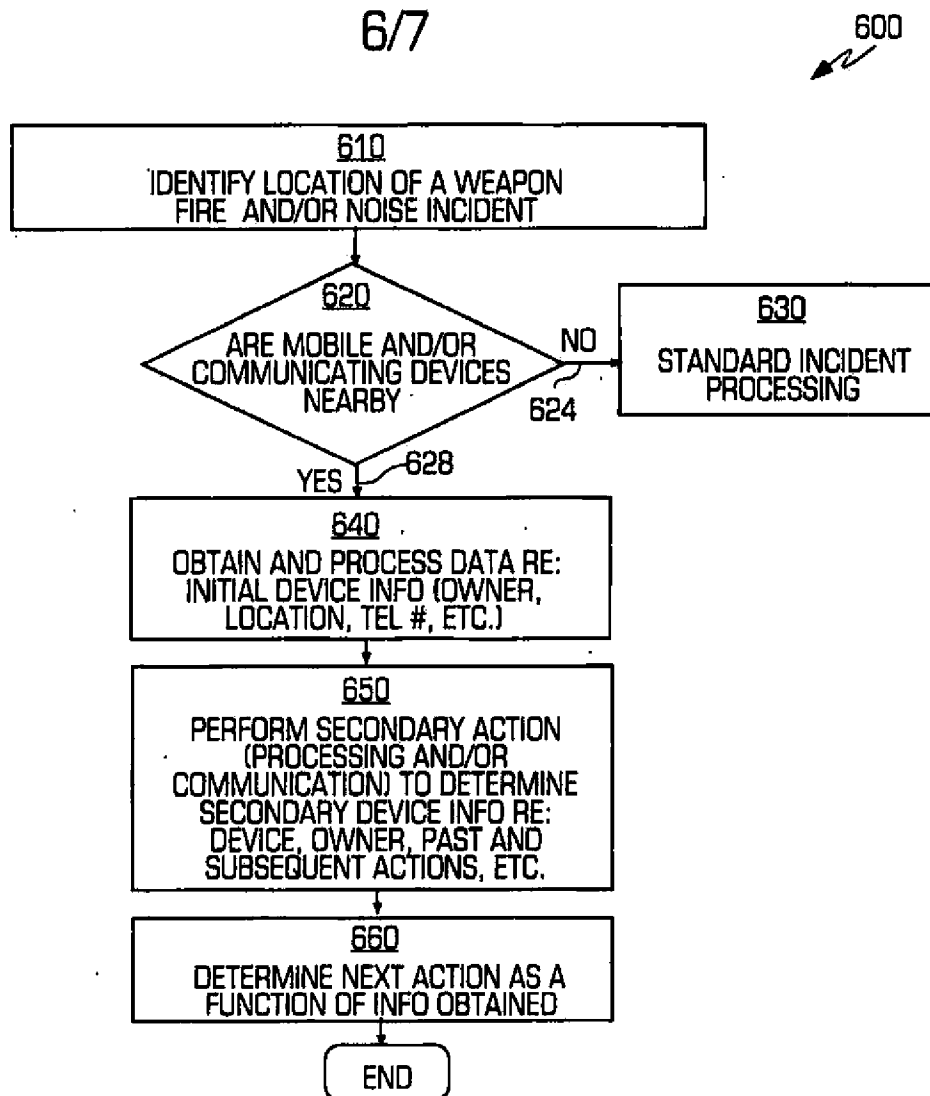 6/7
600
610
IDENTIFY LOCATION OF A WEAPON
FIRE AND/OR NOISE INCIDENT
620
ARE MOBILE AND/OR
COMMUNICATING DEVICES
NEARBY
NO
624
630
STANDARD INCIDENT
PROCESSING
YES
628
640
OBTAIN AND PROCESS DATA RE:
INITIAL DEVICE INFO (OWNER,
LOCATION, TEL #, ETC.)
650
PERFORM SECONDARY ACTION
(PROCESSING AND/OR
COMMUNICATION) TO DETERMINE
SECONDARY DEVICE INFO RE:
DEVICE, OWNER, PAST AND
SUBSEQUENT ACTIONS, ETC.
660
DETERMINE NEXT ACTION AS A
FUNCTION OF INFO OBTAINED
END